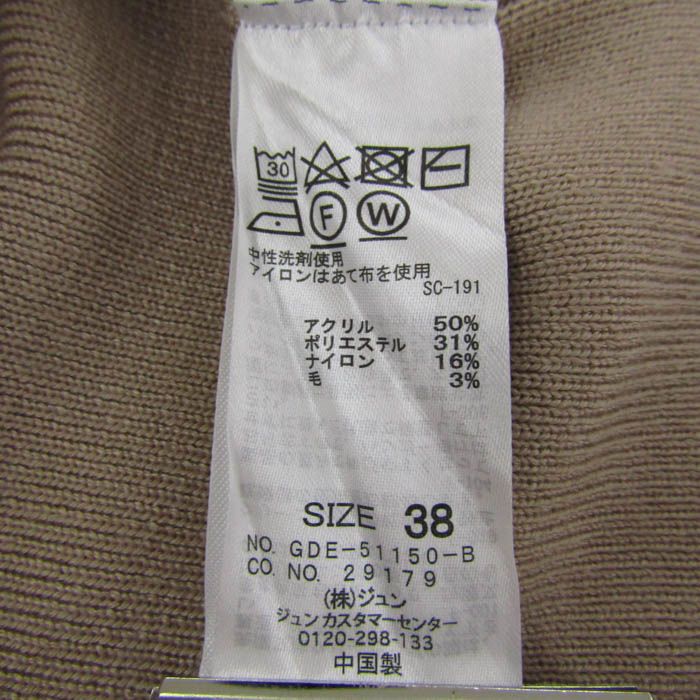 30
F W
中性洗剤使用
アイロンはあて布を使用
SC-191
アクリル 50%
ポリエステル 31%
ナイロン 16%
毛 3%
SIZE 38
NO. GDE-51150-B
CO. NO. 29179
(株)ジュン
ジュンカスタマーセンター
0120-298-133
中国製